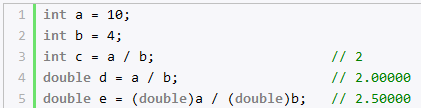 1 int a = 10;
2 int b = 4;
3 int c = a / b; // 2
4 double d = a / b; // 2.00000
5 double e = (double)a / (double)b; // 2.50000